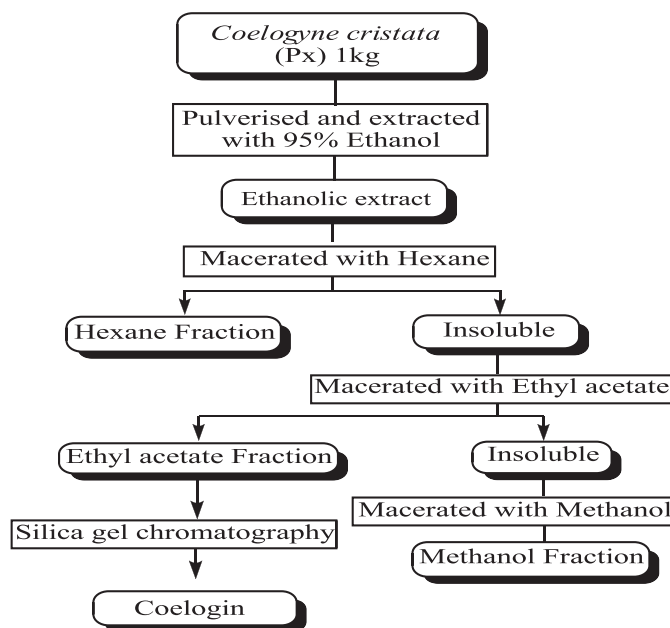 Coelogyne cristata
(Px) 1kg
Pulverised and extracted
with 95% Ethanol
Ethanolic extract
Macerated with Hexane
Hexane Fraction
Insoluble
Macerated with Ethyl acetate
Ethyl acetate Fraction
Insoluble
Silica gel chromatography
Macerated with Methanol
Methanol Fraction
Coelogin